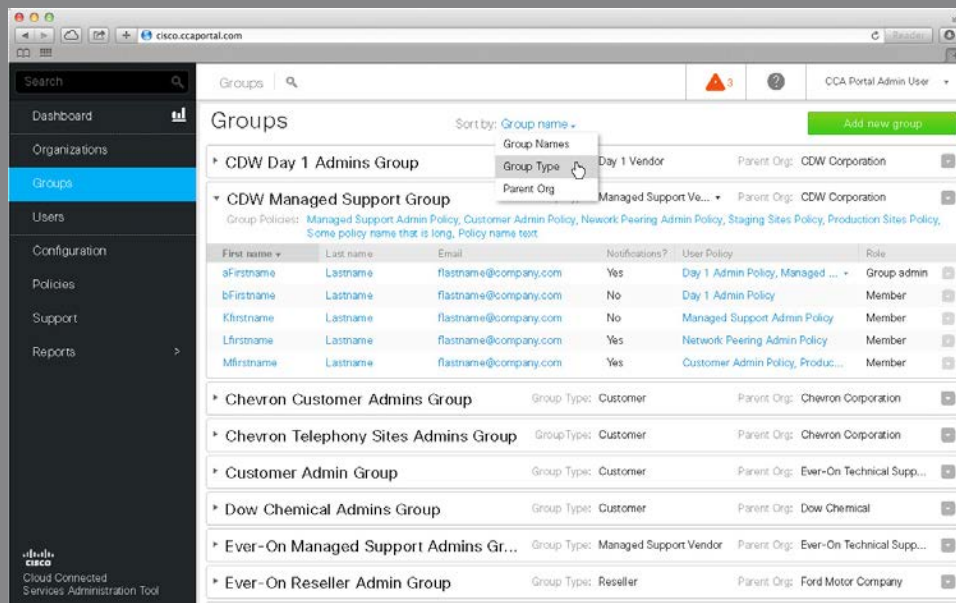 cisco.ccaportal.com
Reader
Search
Groups
3
CCA Portal Admin User
Dashboard
Organizations
Groups
Users
Configuration
Policies
Support
Reports >
Groups
Sort by: Group name
Add new group
Group Names
Group Type
Parent Org
CDW Day 1 Admins Group Day 1 Vendor Parent Org: CDW Corporation
CDW Managed Support Group Managed Support Ve... Parent Org: CDW Corporation
Group Policies: Managed Support Admin Policy, Customer Admin Policy, Nework Peering Admin Policy, Staging Sites Policy, Production Sites Policy,
Some policy name that is long, Policy name text
First name Last name Email Notifications? User Policy Role
aFirstname Lastname flastname@company.com Yes Day 1 Admin Policy, Managed ... Group admin
bFirstname Lastname flastname@company.com No Day 1 Admin Policy Member
Kfirstname Lastname flastname@company.com No Managed Support Admin Policy Member
Lfirstname Lastname flastname@company.com Yes Network Peering Admin Policy Member
Mfirstname Lastname flastname@company.com Yes Customer Admin Policy, Produc... Member
Chevron Customer Admins Group Group Type: Customer Parent Org: Chevron Corporation
Chevron Telephony Sites Admins Group Group Type: Customer Parent Org: Chevron Corporation
Customer Admin Group Group Type: Customer Parent Org: Ever-On Technical Supp...
Dow Chemical Admins Group Group Type: Customer Parent Org: Dow Chemical
Ever-On Managed Support Admins Gr... Group Type: Managed Support Vendor Parent Org: Ever-On Technical Supp...
Ever-On Reseller Admin Group Group Type: Reseller Parent Org: Ford Motor Company
CISCO
Cloud Connected
Services Administration Tool